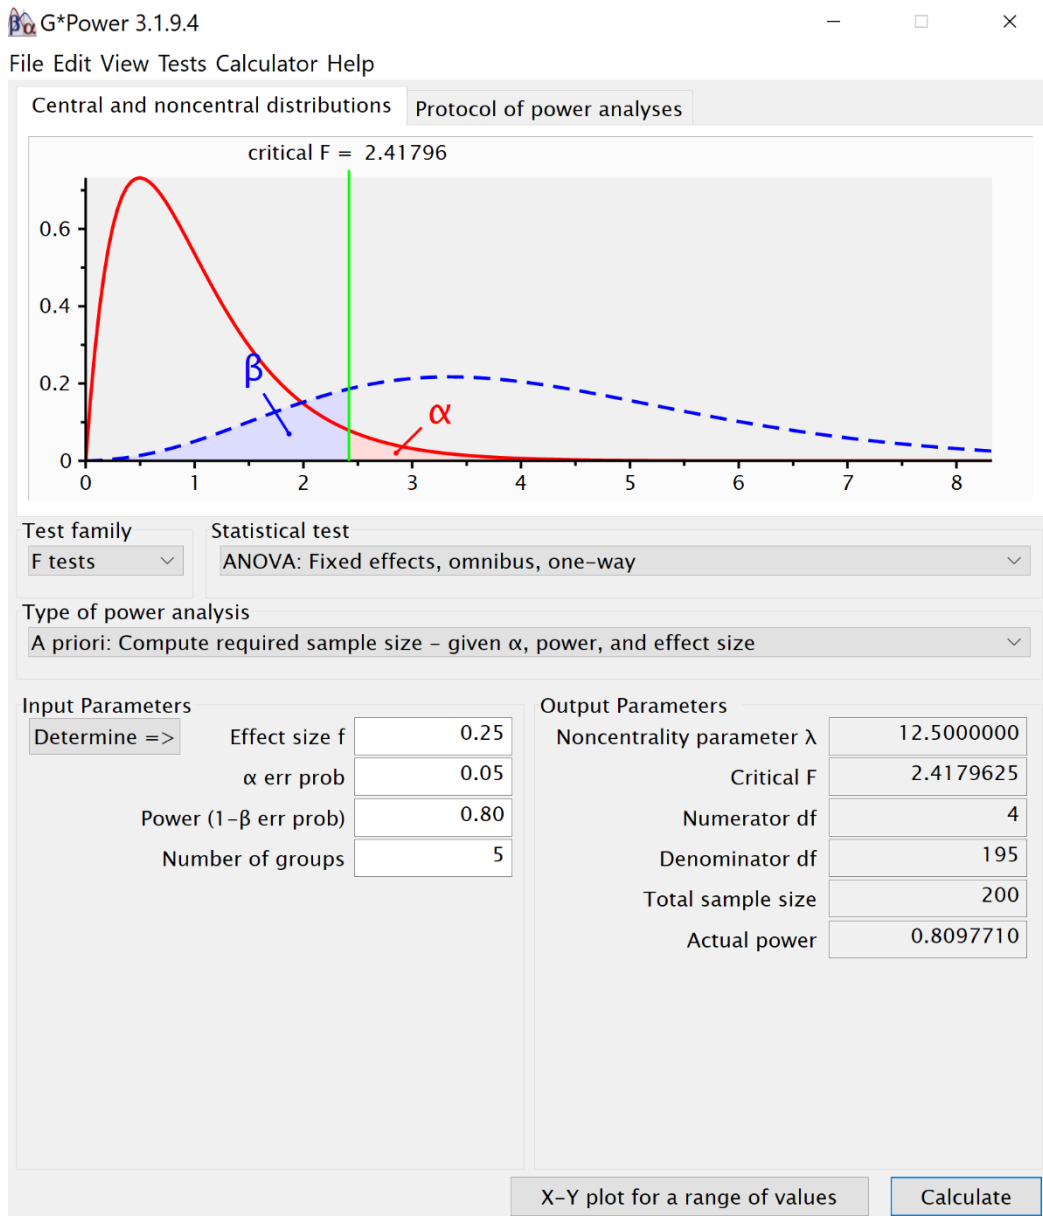 G*Power 3.1.9.4
File Edit View Tests Calculator Help
Central and noncentral distributions
Protocol of power analyses
critical F = 2.41796
0.6
0.4
0.2
0
β
α
0 1 2 3 4 5 6 7 8
Test family
Statistical test
F tests
ANOVA: Fixed effects, omnibus, one-way
Type of power analysis
A priori: Compute required sample size - given α, power, and effect size
Input Parameters
Determine =>
Effect size f 0.25
α err prob 0.05
Power (1-β err prob) 0.80
Number of groups 5
Output Parameters
Noncentrality parameter λ 12.5000000
Critical F 2.4179625
Numerator df 4
Denominator df 195
Total sample size 200
Actual power 0.8097710
X-Y plot for a range of values
Calculate